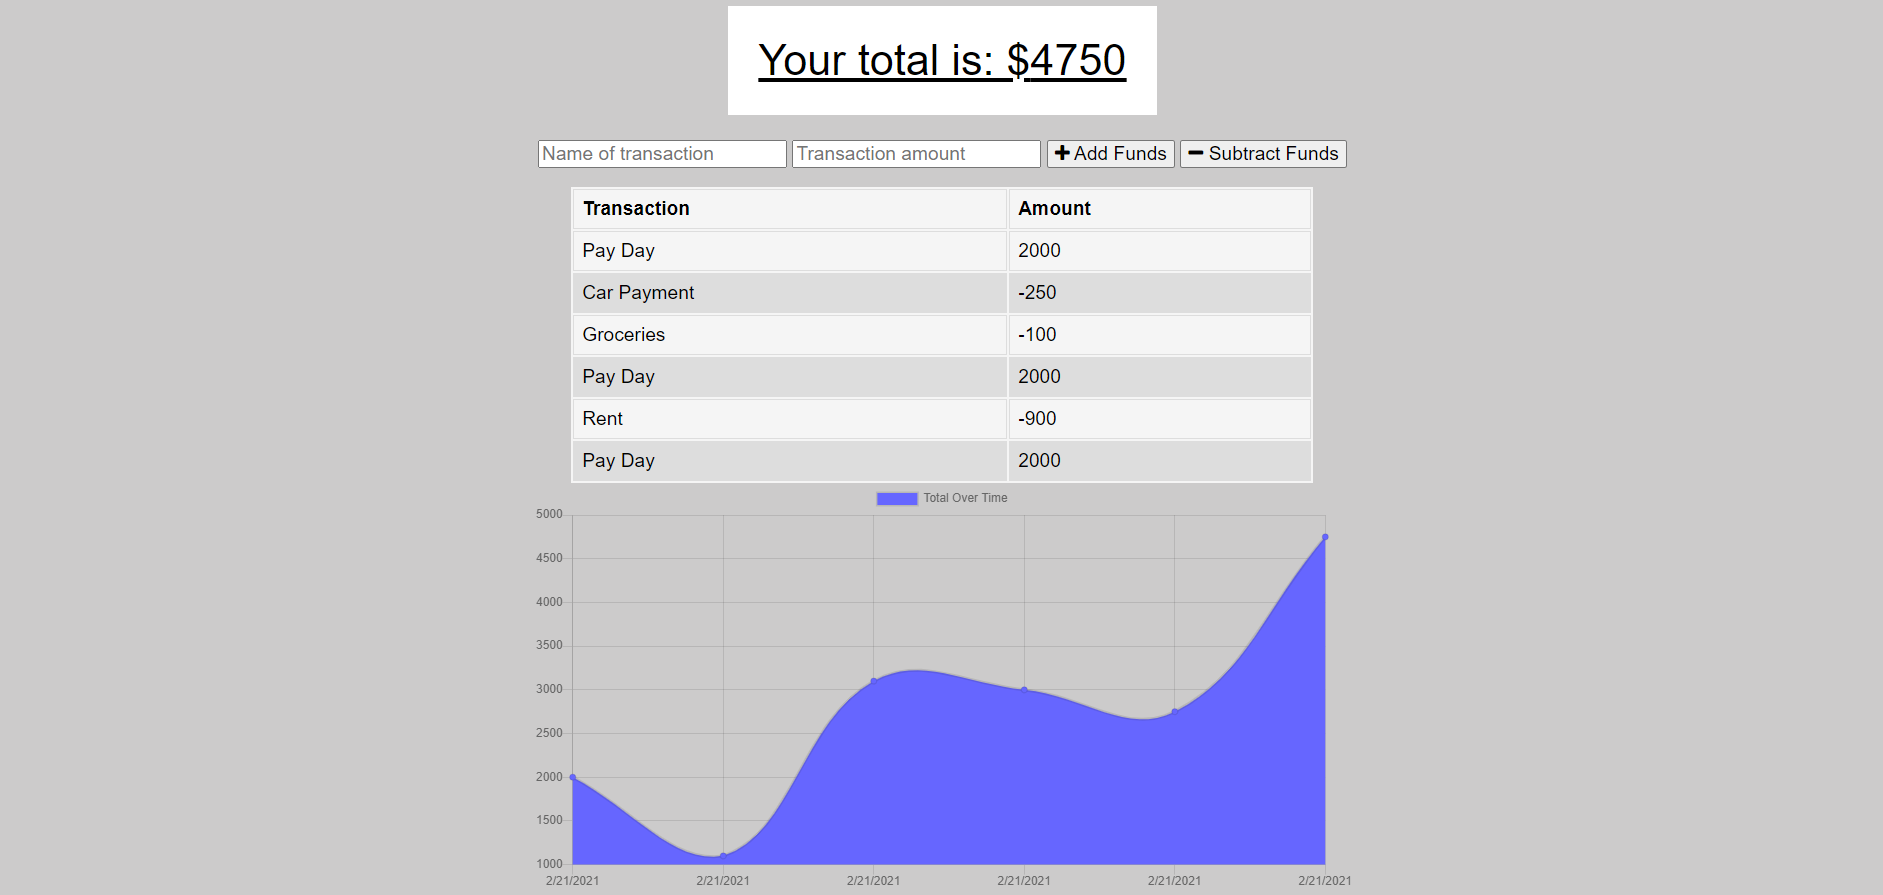 Your total is: $4750
Name of transaction Transaction amount Add Funds Subtract Funds
Transaction Amount
Pay Day 2000
Car Payment -250
Groceries -100
Pay Day 2000
Rent -900
Pay Day 2000
Total Over Time
5000
4500
4000
3500
3000
2500
2000
1500
1000
2/21/2021 2/21/2021 2/21/2021 2/21/2021 2/21/2021 2/21/2021